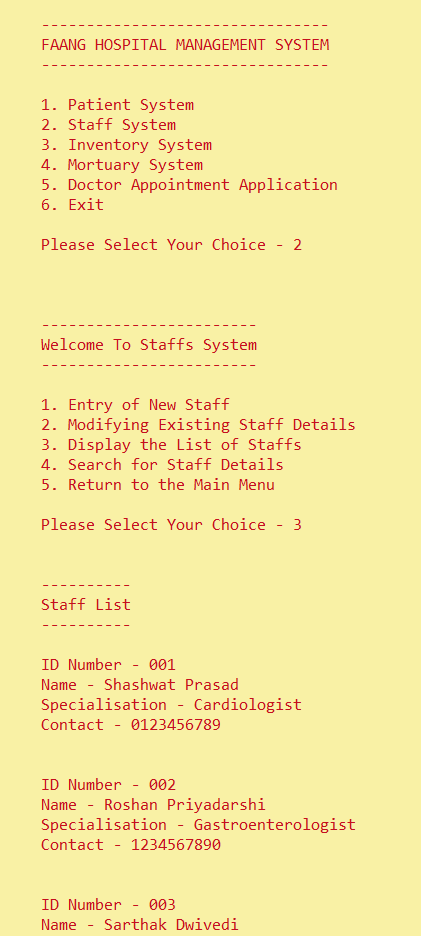 --------------------------------
FAANG HOSPITAL MANAGEMENT SYSTEM
--------------------------------
1. Patient System
2. Staff System
3. Inventory System
4. Mortuary System
5. Doctor Appointment Application
6. Exit
Please Select Your Choice - 2
------------------------
Welcome To Staffs System
------------------------
1. Entry of New Staff
2. Modifying Existing Staff Details
3. Display the List of Staffs
4. Search for Staff Details
5. Return to the Main Menu
Please Select Your Choice - 3
----------
Staff List
----------
ID Number - 001
Name - Shashwat Prasad
Specialisation - Cardiologist
Contact - 0123456789
ID Number - 002
Name - Roshan Priyadarshi
Specialisation - Gastroenterologist
Contact - 1234567890
ID Number - 003
Name - Sarthak Dwivedi